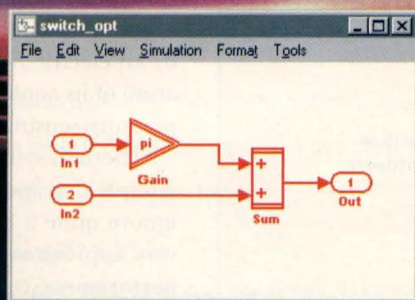 switch_opt
File Edit View Simulation Format Tools
pi
1
In1
Gain
+
+
2
In2
Sum
1
Out